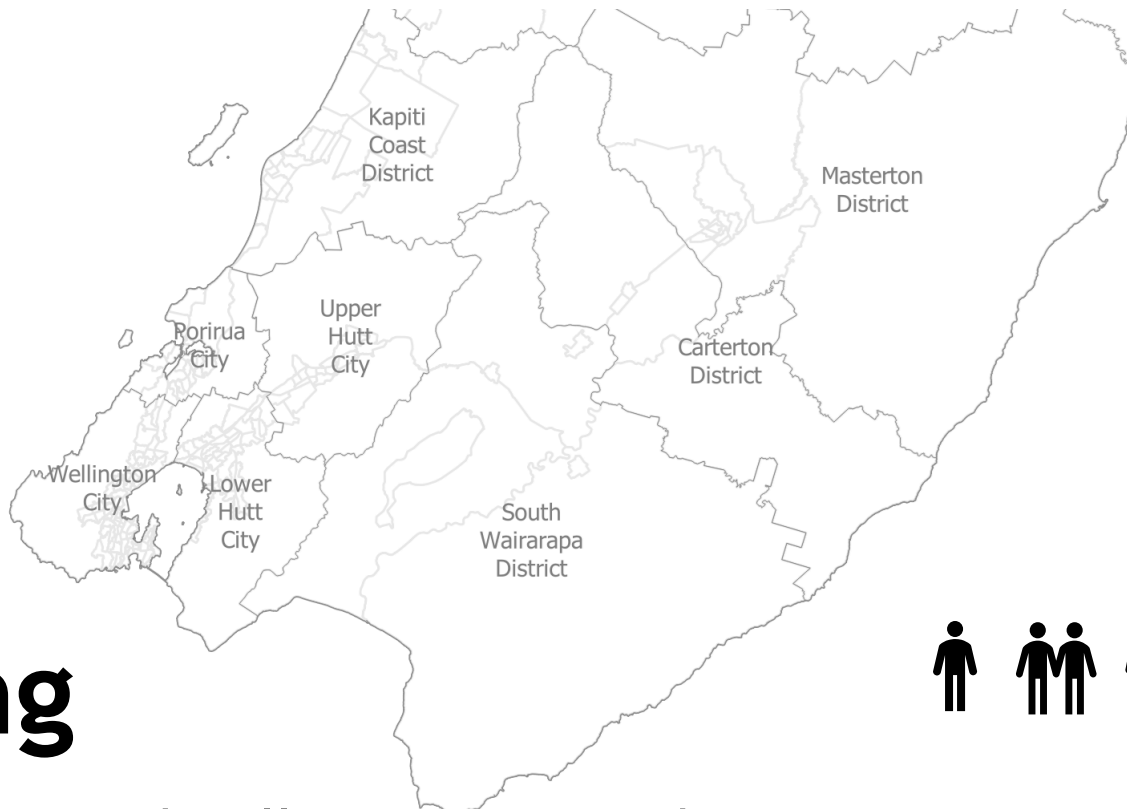 Kapiti
Coast
District
Masterton
District
Upper
Hutt
City
Porirua
City
Carterton
District
Wellington
City
Lower
Hutt
City
South
Wairarapa
District